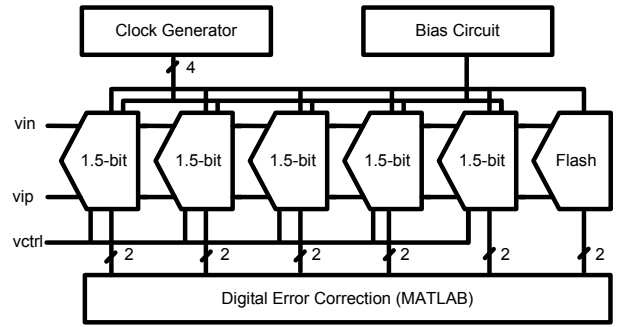 Clock Generator
Bias Circuit
4
vin
1.5-bit
1.5-bit
1.5-bit
1.5-bit
1.5-bit
Flash
vip
vctrl
2
2
2
2
2
2
Digital Error Correction (MATLAB)